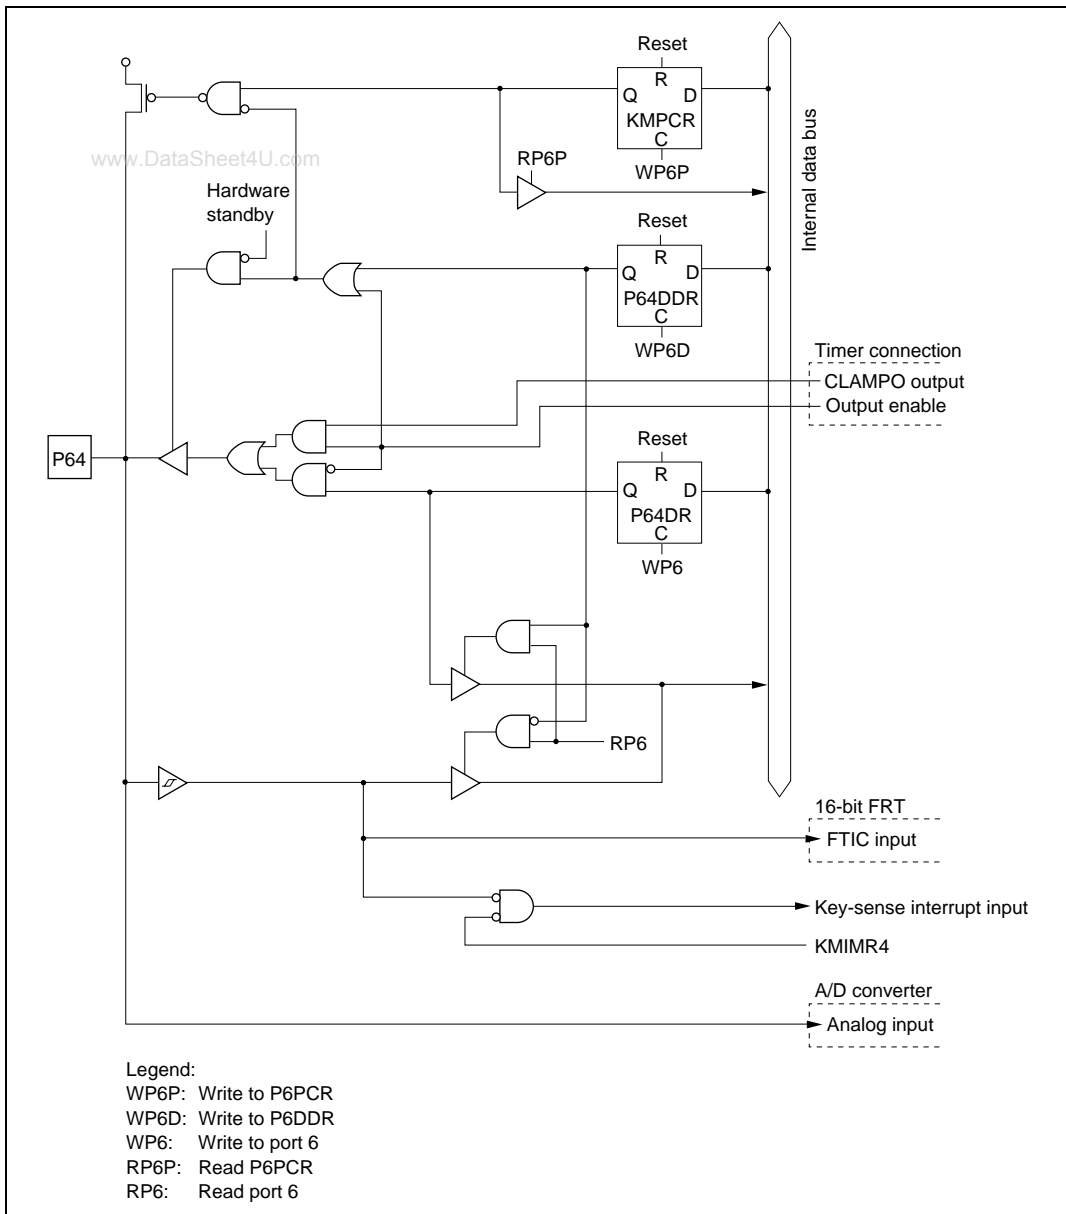 Reset
R
Q D
KMPCR
C
WP6P
www.DataSheet4U.com
RP6P
Hardware
standby
Internal data bus
Reset
R
Q D
P64DDR
C
WP6D
Timer connection
CLAMPO output
Output enable
P64
Reset
R
Q D
P64DR
C
WP6
RP6
16-bit FRT
FTIC input
Key-sense interrupt input
KMIMR4
A/D converter
Analog input
Legend:
WP6P: Write to P6PCR
WP6D: Write to P6DDR
WP6: Write to port 6
RP6P: Read P6PCR
RP6: Read port 6